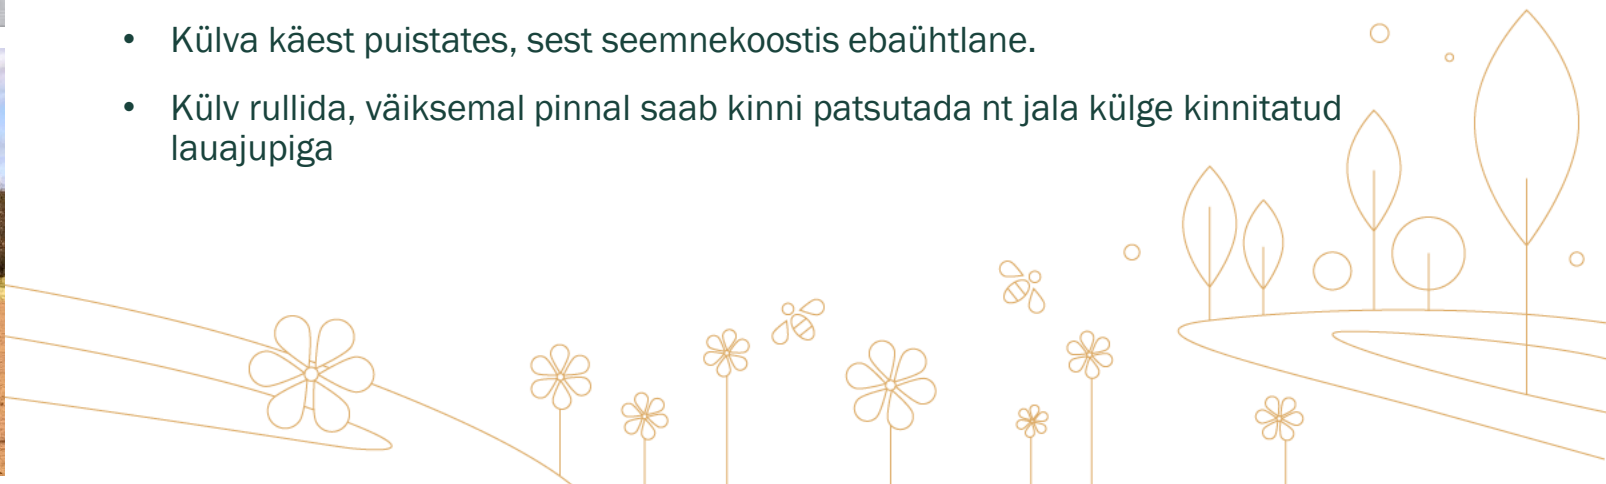 • Külva käest puistates, sest seemnekoostis ebaühtlane.
• Külv rullida, väiksemal pinnal saab kinni patsutada nt jala külge kinnitatud
lauajupiga